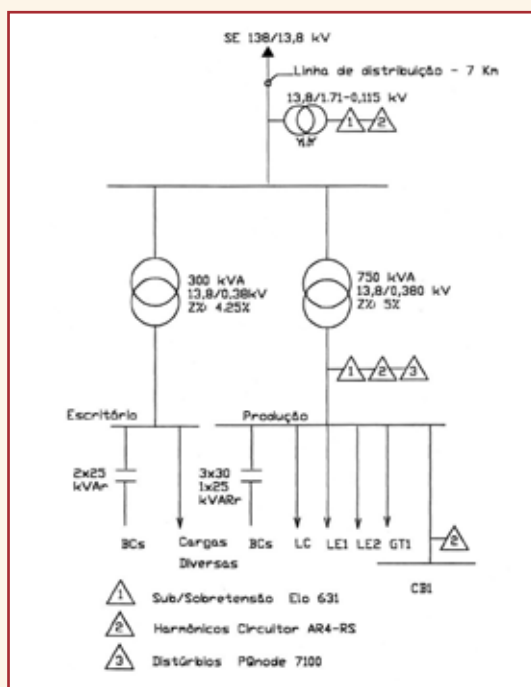 SE 138/13,8 kV
Linha de distribuição - 7 Km
13,8/1.71-0,115 kV
1
2
300 kVA
13,8/0,38kV
Z%: 4.25%
750 kVA
13,8/0,380 kV
Z%: 5%
1
2
3
Escritório
Produção
2x25
kVAr
3x30
1x25
kVARr
2
BCs
Cargas
Diversas
BCs
LC
LE1
LE2
GT1
CB1
1
Sub/Sobretensão Elo 631
2
Harmônicos Circuitor AR4-RS
3
Distúrbios PQnode 7100